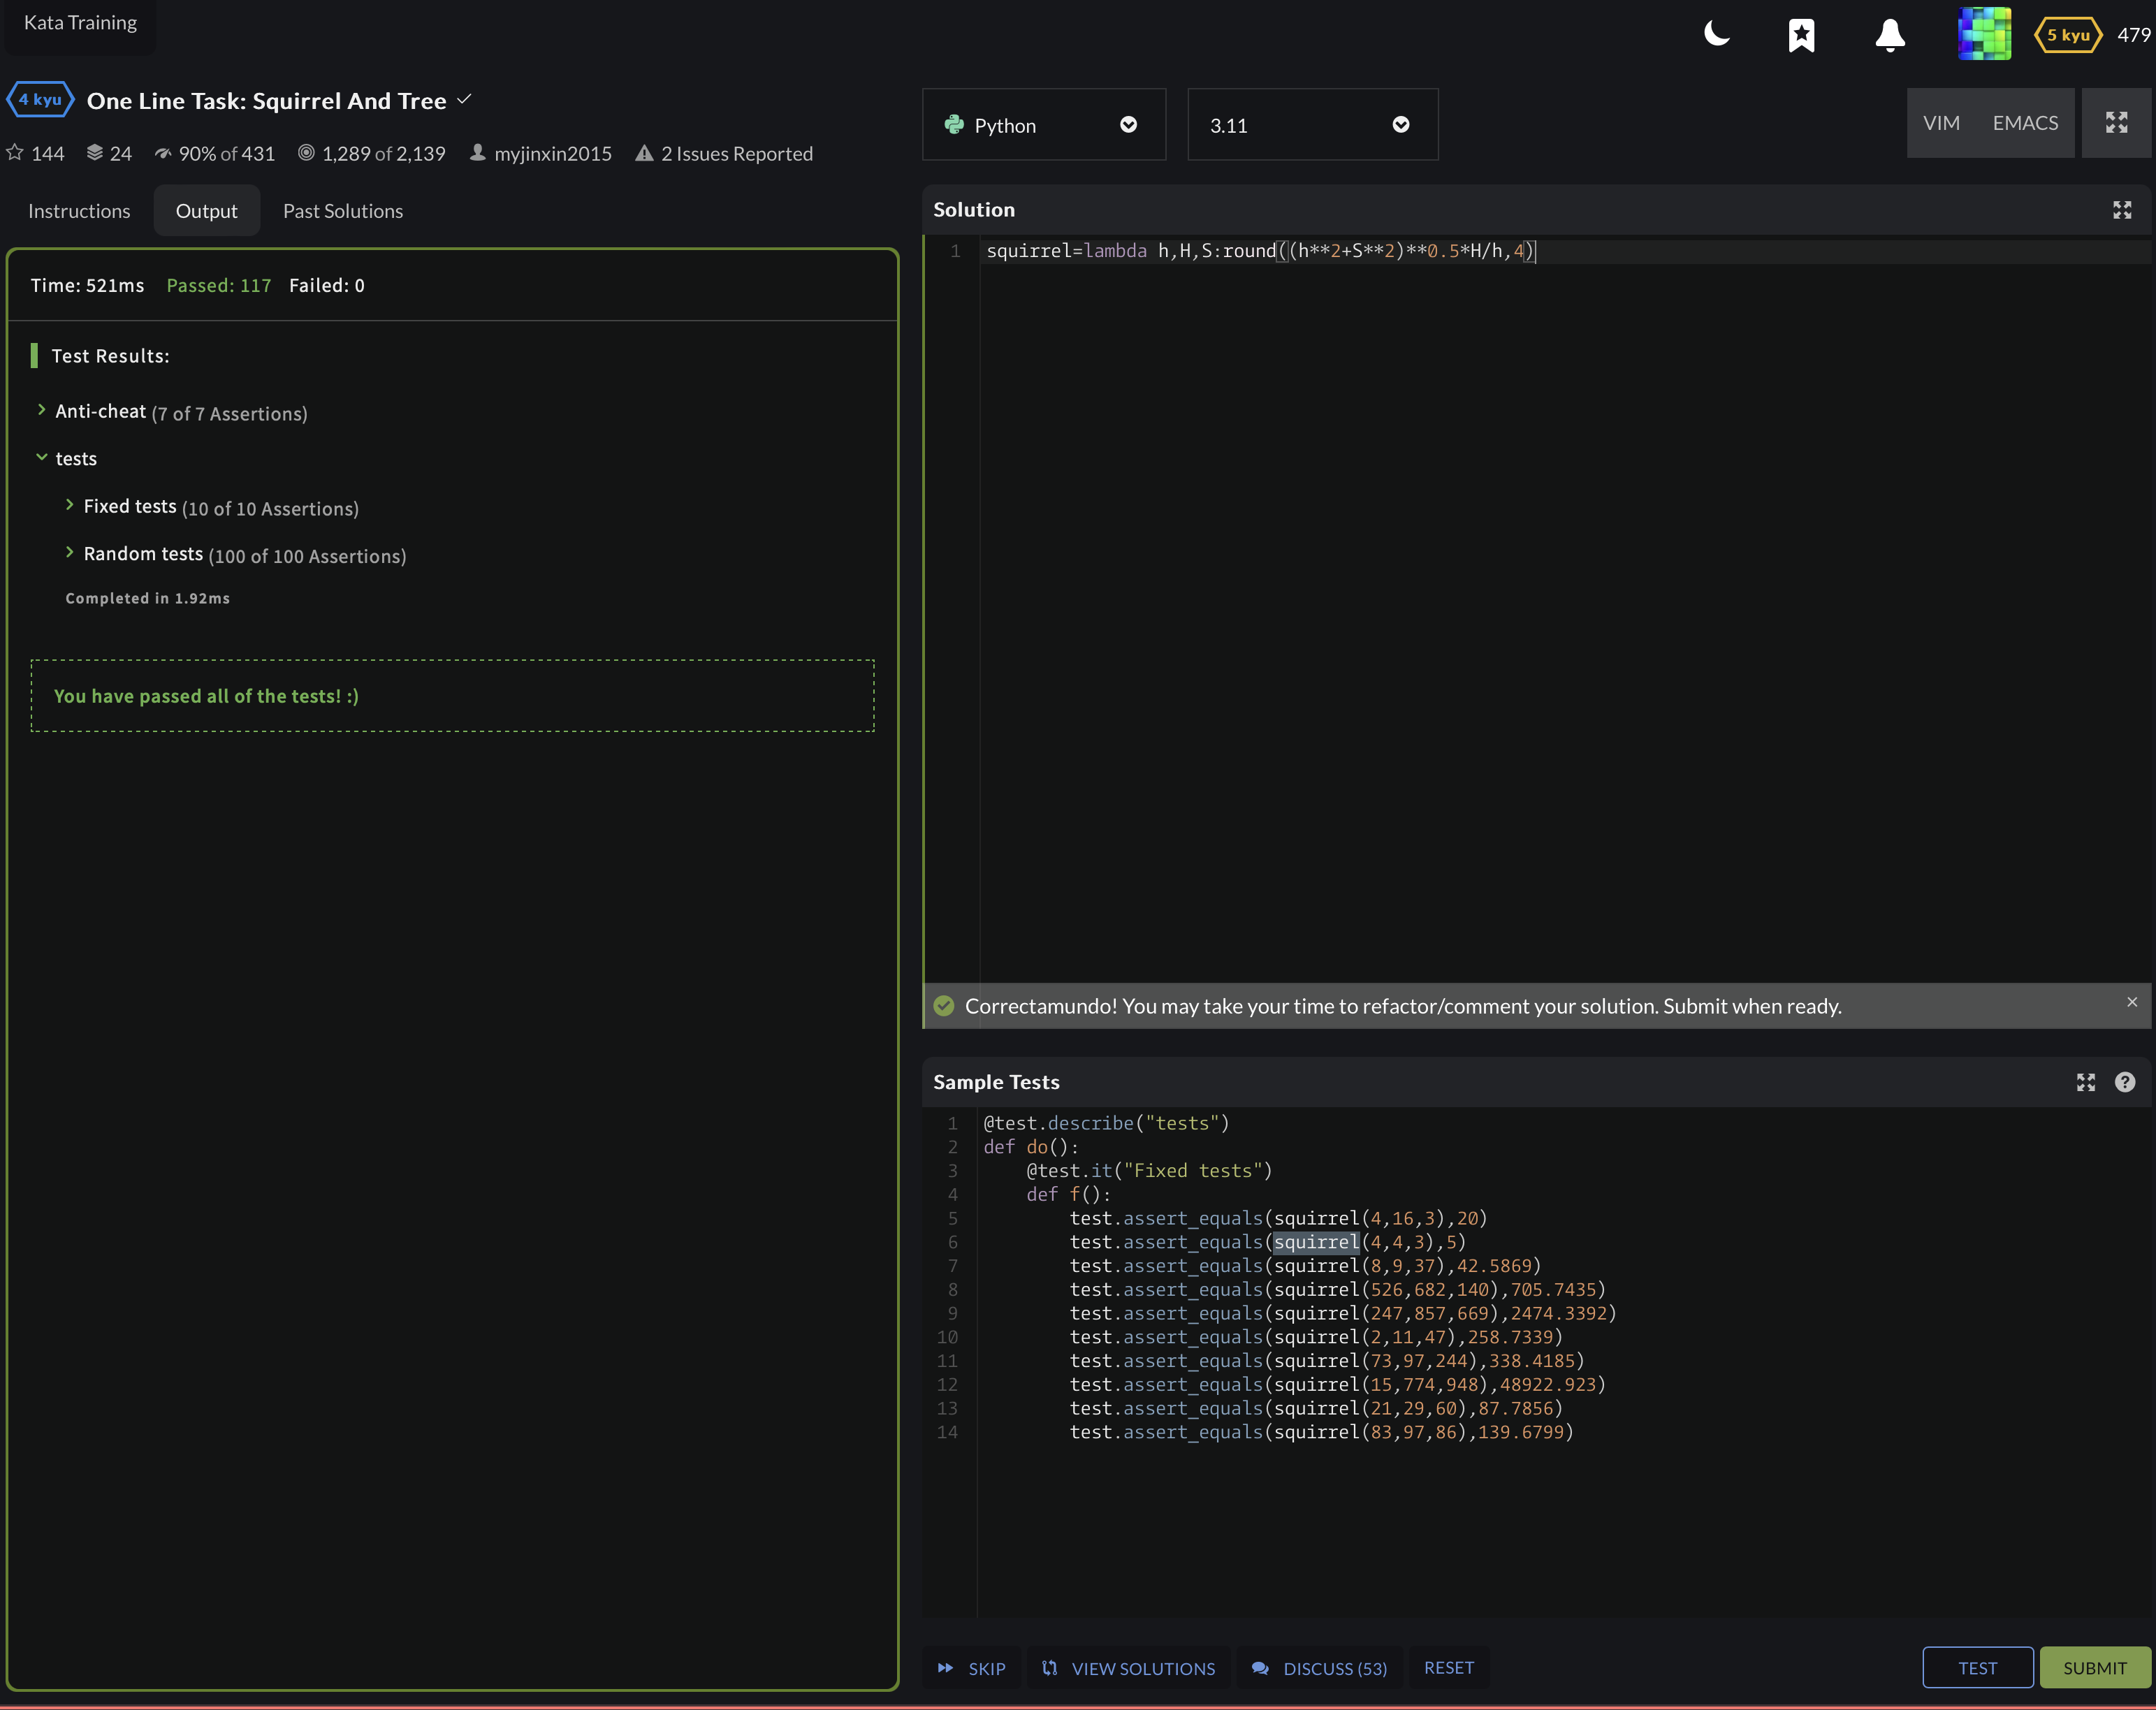 Kata Training
5 kyu 479
4 kyu One Line Task: Squirrel And Tree
144 24 90% of 431 1,289 of 2,139 myjinxin2015 2 Issues Reported
Instructions Output Past Solutions
Time: 521ms Passed: 117 Failed: 0
Test Results:
Anti-cheat (7 of 7 Assertions)
tests
Fixed tests (10 of 10 Assertions)
Random tests (100 of 100 Assertions)
Completed in 1.92ms
You have passed all of the tests! :)
Python 3.11 VIM EMACS
Solution
1 squirrel=lambda h,H,S:round((h**2+S**2)**0.5*H/h,4)
Correctamundo! You may take your time to refactor/comment your solution. Submit when ready. ×
Sample Tests ?
1 @test.describe("tests")
2 def do():
3     @test.it("Fixed tests")
4     def f():
5         test.assert_equals(squirrel(4,16,3),20)
6         test.assert_equals(squirrel(4,4,3),5)
7         test.assert_equals(squirrel(8,9,37),42.5869)
8         test.assert_equals(squirrel(526,682,140),705.7435)
9         test.assert_equals(squirrel(247,857,669),2474.3392)
10         test.assert_equals(squirrel(2,11,47),258.7339)
11         test.assert_equals(squirrel(73,97,244),338.4185)
12         test.assert_equals(squirrel(15,774,948),48922.923)
13         test.assert_equals(squirrel(21,29,60),87.7856)
14         test.assert_equals(squirrel(83,97,86),139.6799)
SKIP VIEW SOLUTIONS DISCUSS (53) RESET TEST SUBMIT